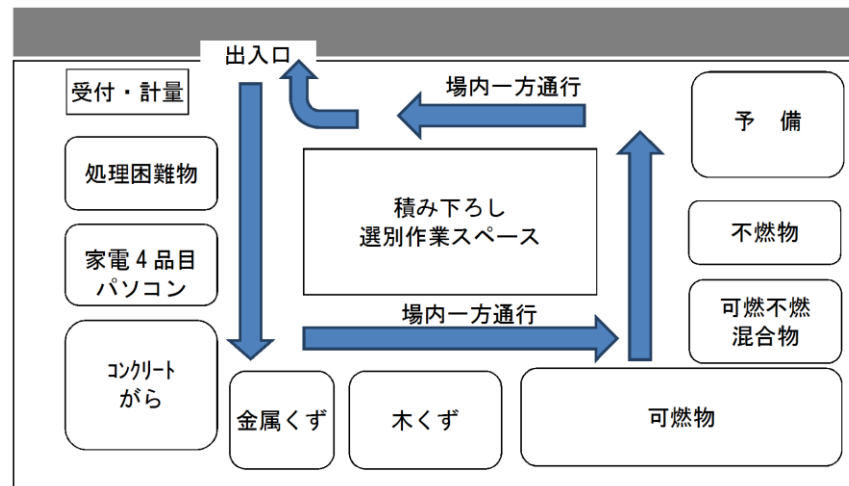 出入口
受付・計量
場内一方通行
予　備
処理困難物
積み下ろし
選別作業スペース
不燃物
家電４品目
パソコン
場内一方通行
可燃不燃
混合物
ｺﾝｸﾘｰﾄ
がら
金属くず
木くず
可燃物